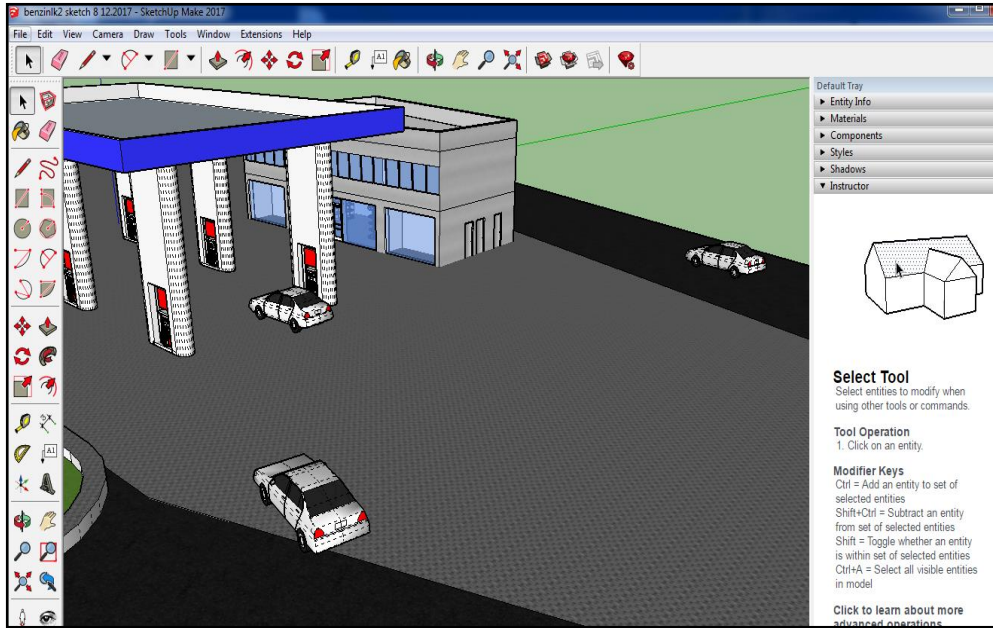 benzinlk2 sketch 8 12.2017 - SketchUp Make 2017
File Edit View Camera Draw Tools Window Extensions Help
A1
Default Tray
Entity Info
Materials
Components
Styles
Shadows
Instructor
A1
Select Tool
Select entities to modify when
using other tools or commands.
Tool Operation
1. Click on an entity.
Modifier Keys
Ctrl = Add an entity to set of
selected entities
Shift+Ctrl = Subtract an entity
from set of selected entities
Shift = Toggle whether an entity
is within set of selected entities
Ctrl+A = Select all visible entities
in model
Click to learn about more
advanced operations